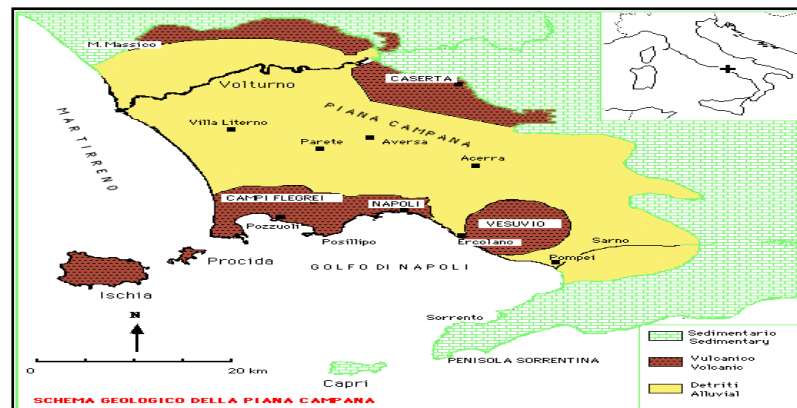 M. Massico
CASERTA
Volturno
MAR TIRRENO
Villa Literno
PIANA CAMPANA
Parete
Aversa
Acerra
CAMPI FLEGREI
NAPOLI
VESUVIO
Pozzuoli
Posillipo
Ercolano
Sarno
Procida
Pompei
GOLFO DI NAPOLI
Ischia
N
Sorrento
Sedimentario
Sedimentary
PENISOLA SORRENTINA
Vulcanico
Volcanic
0
20 km
Capri
Detriti
Alluvial
SCHEMA GEOLOGICO DELLA PIANA CAMPANA